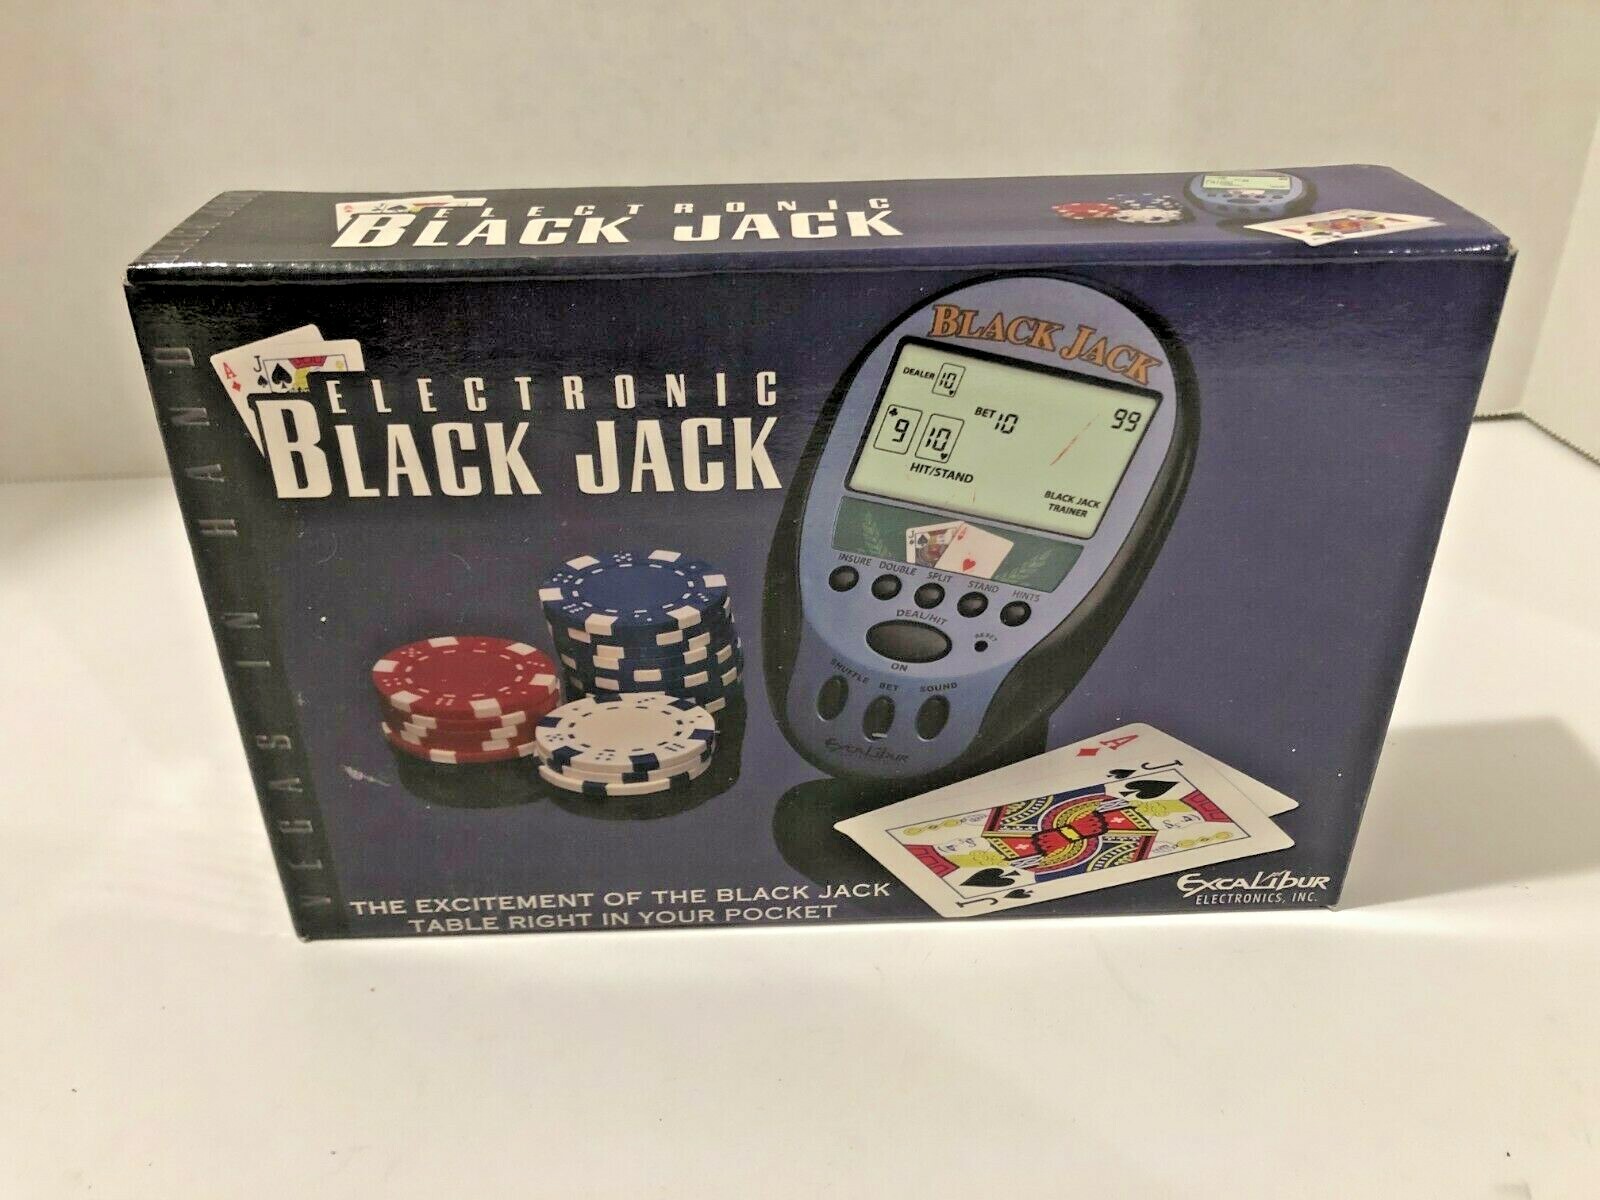 ELECTRONIC
BLACK JACK
VEGAS IN HAND
A
J
ELECTRONIC
BLACK JACK
BLACK JACK
DEALER 10
BET 10
99
9 10
HIT/STAND
BLACK JACK
TRAINER
J
A
INSURE DOUBLE SPLIT STAND HINTS
DEAL/HIT
RESET
ON
SHUFFLE BET SOUND
EXCALIBUR
A
J
J
THE EXCITEMENT OF THE BLACK JACK
TABLE RIGHT IN YOUR POCKET
EXCALIBUR
ELECTRONICS, INC.